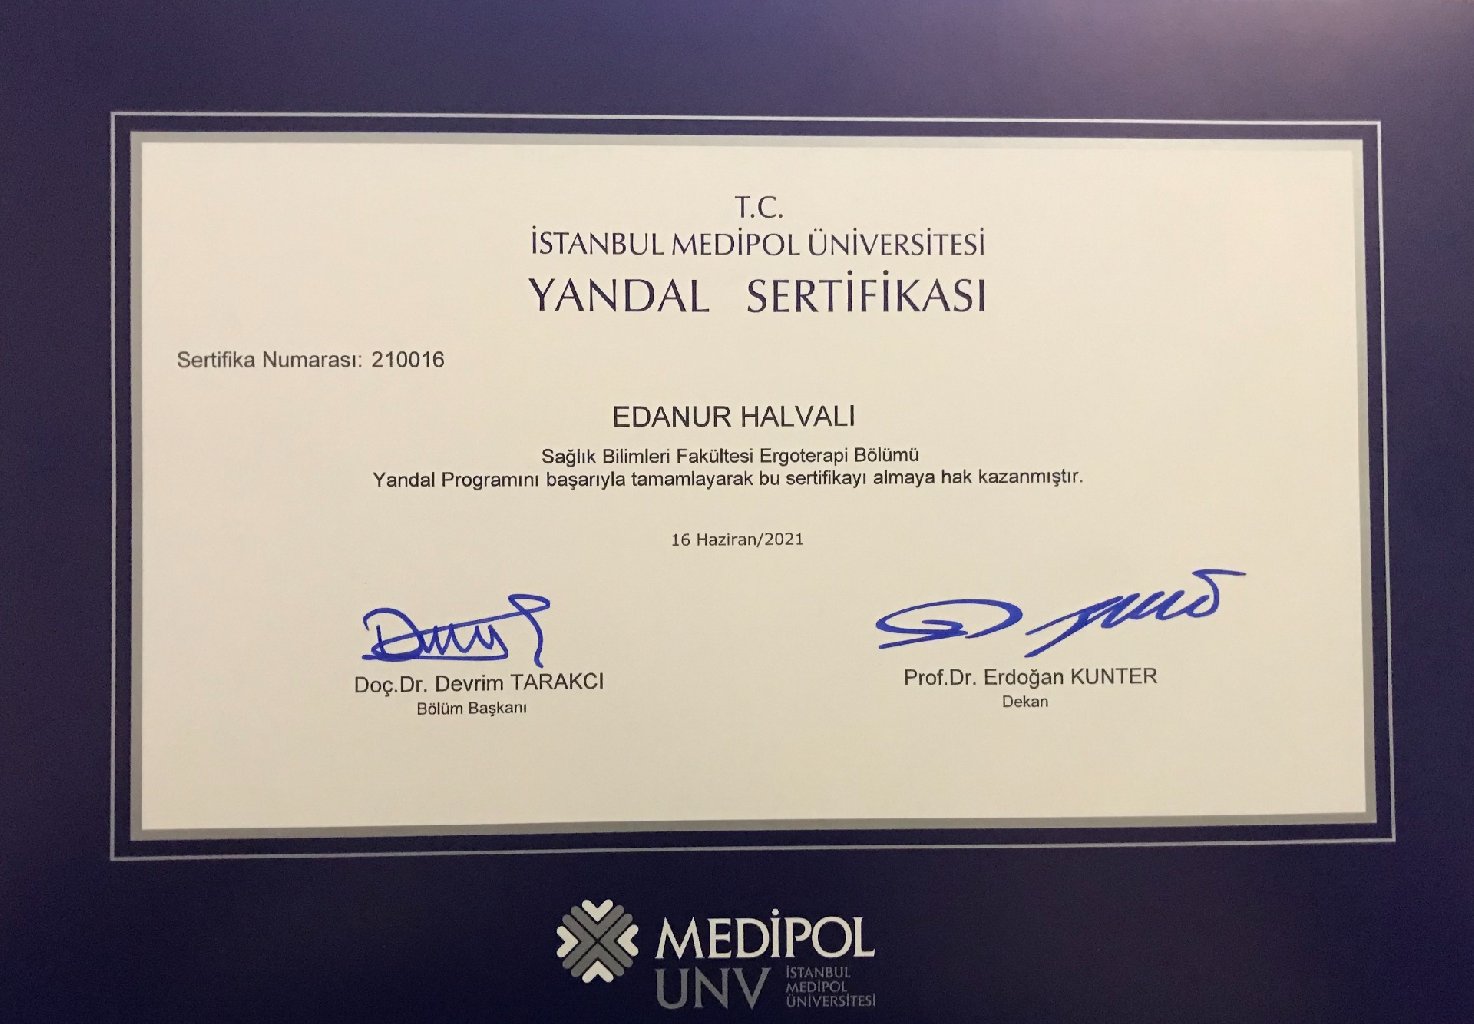 T.C.
İSTANBUL MEDİPOL ÜNİVERSİTESİ
YANDAL SERTİFİKASI
Sertifika Numarası: 210016
EDANUR HALVALI
Sağlık Bilimleri Fakültesi Ergoterapi Bölümü
Yandal Programını başarıyla tamamlayarak bu sertifikayı almaya hak kazanmıştır.
16 Haziran/2021
Doç.Dr. Devrim TARAKCI
Bölüm Başkanı
Prof.Dr. Erdoğan KUNTER
Dekan
MEDİPOL
UNV
İSTANBUL
MEDİPOL
ÜNİVERSİTESİ